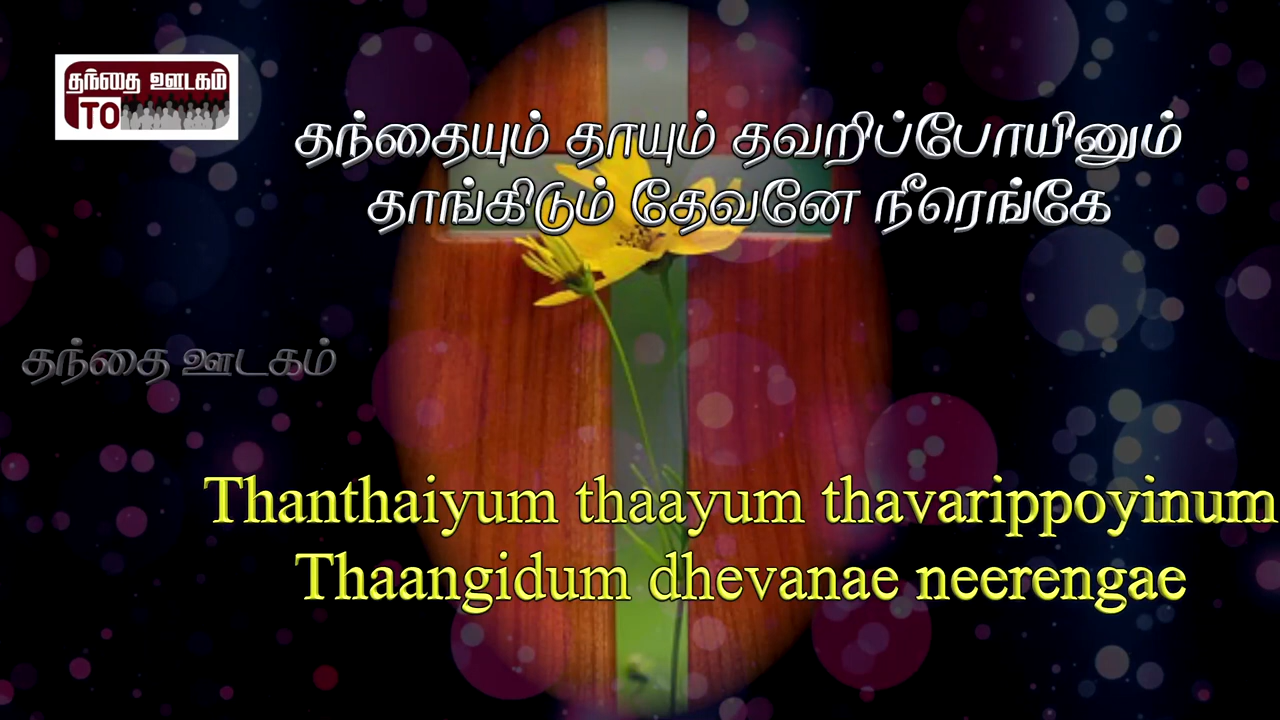 தந்தை ஊடகம்
TO
தந்தையும் தாயும் தவறிப்போயினும்
தாங்கிடும் தேவனே நீரெங்கே
தந்தை ஊடகம்
Thanthaiyum thaayum thavarippoyinum
Thaangidum dhevanae neerengae